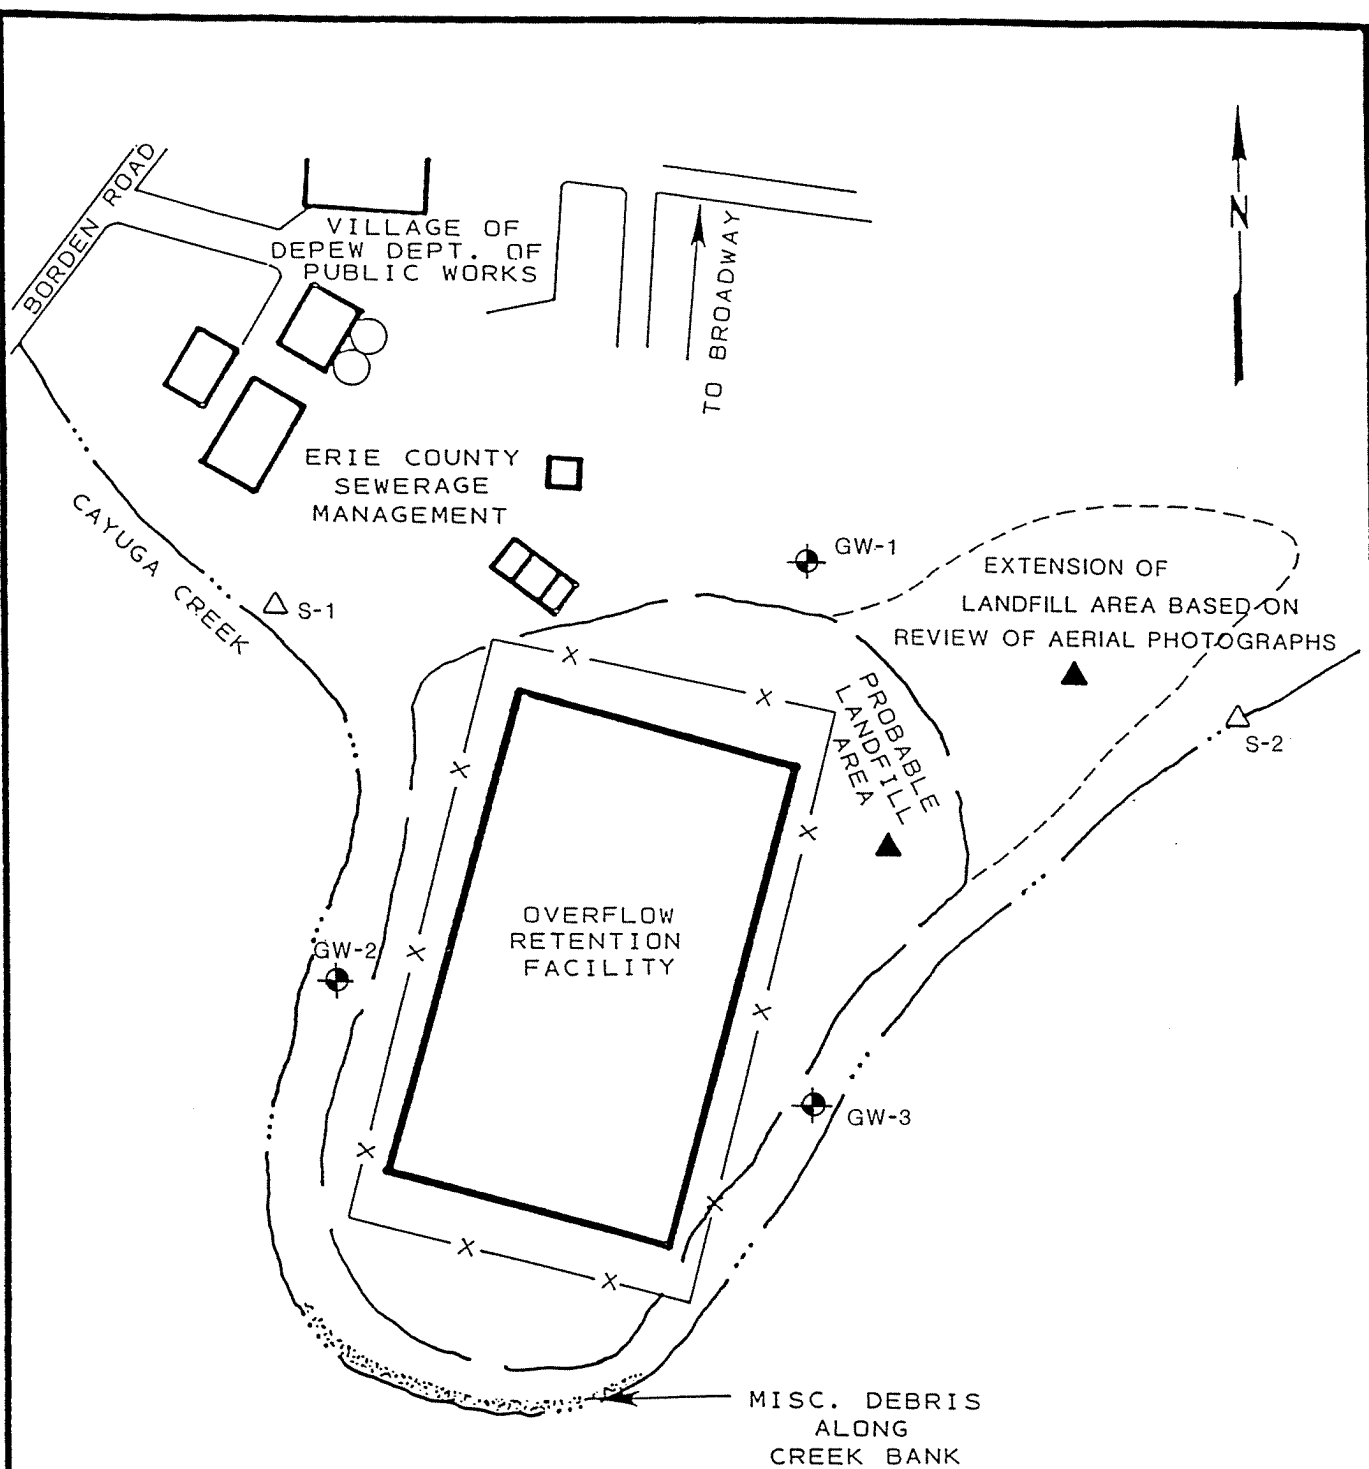 BORDEN ROAD
VILLAGE OF
DEPEW DEPT. OF
PUBLIC WORKS
TO BROADWAY
N
ERIE COUNTY
SEWERAGE
MANAGEMENT
CAYUGA CREEK
S-1
GW-1
EXTENSION OF
LANDFILL AREA BASED ON
REVIEW OF AERIAL PHOTOGRAPHS
PROBABLE
LANDFILL
AREA
S-2
OVERFLOW
RETENTION
FACILITY
GW-2
GW-3
MISC. DEBRIS
ALONG
CREEK BANK